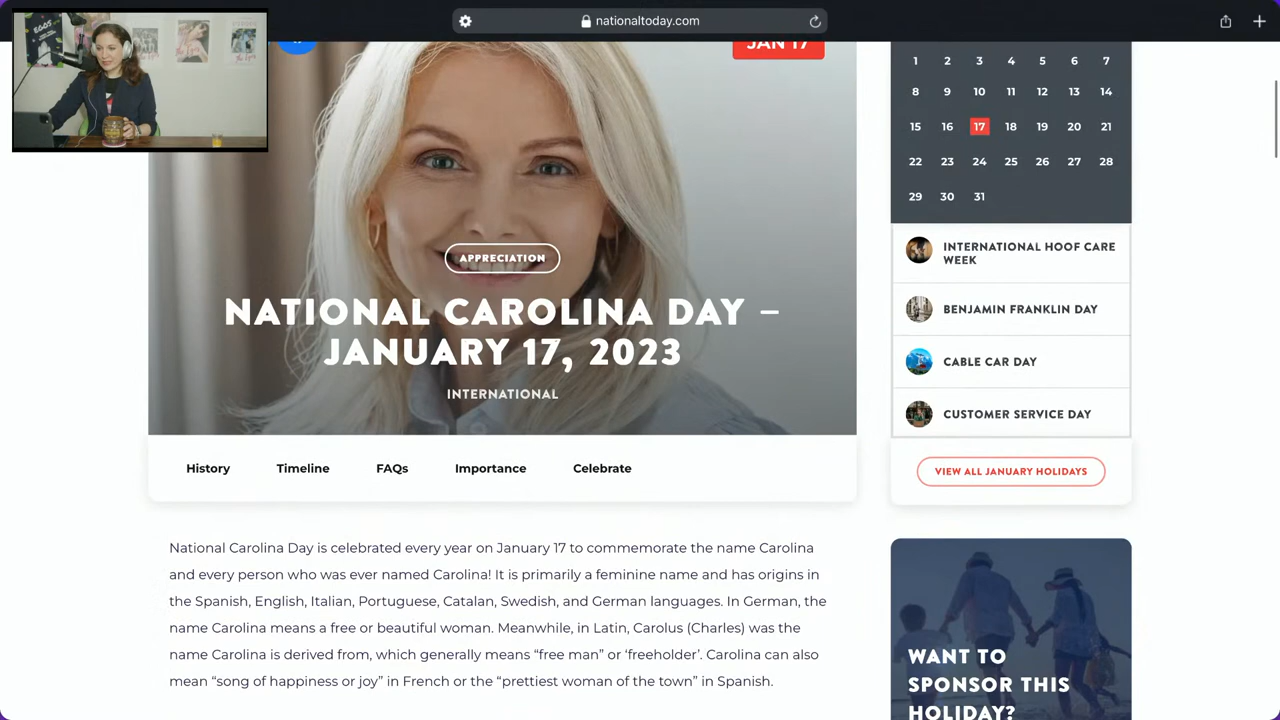 nationaltoday.com
JAN 17
APPRECIATION
NATIONAL CAROLINA DAY –
JANUARY 17, 2023
INTERNATIONAL
History Timeline FAQs Importance Celebrate
National Carolina Day is celebrated every year on January 17 to commemorate the name Carolina
and every person who was ever named Carolina! It is primarily a feminine name and has origins in
the Spanish, English, Italian, Portuguese, Catalan, Swedish, and German languages. In German, the
name Carolina means a free or beautiful woman. Meanwhile, in Latin, Carolus (Charles) was the
name Carolina is derived from, which generally means “free man” or ‘freeholder’. Carolina can also
mean “song of happiness or joy” in French or the “prettiest woman of the town” in Spanish.
1 2 3 4 5 6 7
8 9 10 11 12 13 14
15 16 17 18 19 20 21
22 23 24 25 26 27 28
29 30 31
INTERNATIONAL HOOF CARE
WEEK
BENJAMIN FRANKLIN DAY
CABLE CAR DAY
CUSTOMER SERVICE DAY
VIEW ALL JANUARY HOLIDAYS
WANT TO
SPONSOR THIS
HOLIDAY?